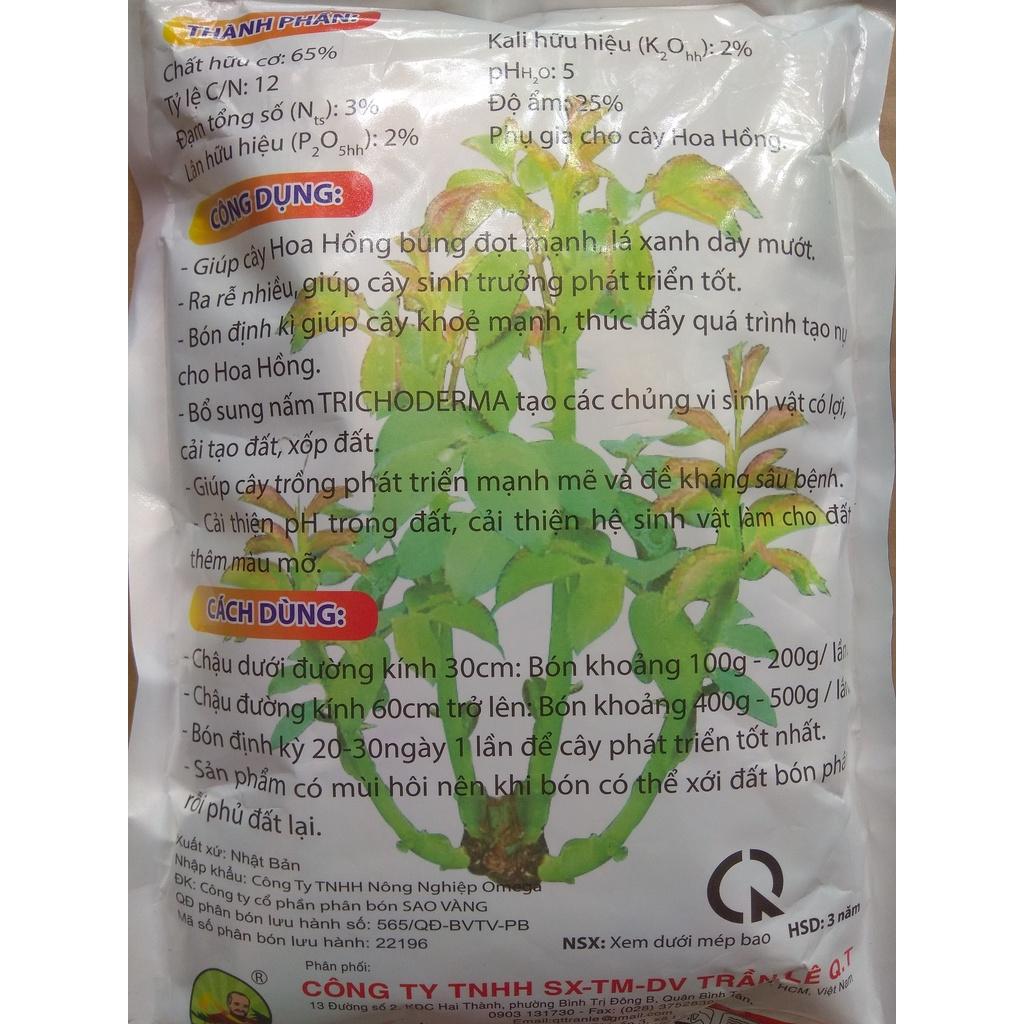 THÀNH PHẦN:
Chất hữu cơ: 65%
Tỷ lệ C/N: 12
Đạm tổng số (Nts): 3%
Lân hữu hiệu (P2O5hh): 2%
Kali hữu hiệu (K2Ohh): 2%
pHH2O: 5
Độ ẩm: 25%
Phụ gia cho cây Hoa Hồng.
CÔNG DỤNG:
- Giúp cây Hoa Hồng bung đọt mạnh, lá xanh dày mướt.
- Ra rễ nhiều, giúp cây sinh trưởng phát triển tốt.
- Bón định kì giúp cây khoẻ mạnh, thúc đẩy quá trình tạo nụ
cho Hoa Hồng.
- Bổ sung nấm TRICHODERMA tạo các chủng vi sinh vật có lợi,
cải tạo đất, xốp đất.
- Giúp cây trồng phát triển mạnh mẽ và đề kháng sâu bệnh.
- Cải thiện pH trong đất, cải thiện hệ sinh vật làm cho đất
thêm màu mỡ.
CÁCH DÙNG:
- Chậu dưới đường kính 30cm: Bón khoảng 100g - 200g/ lần
- Chậu đường kính 60cm trở lên: Bón khoảng 400g - 500g / lần.
- Bón định kỳ 20-30ngày 1 lần để cây phát triển tốt nhất.
- Sản phẩm có mùi hôi nên khi bón có thể xới đất bón
rồi phủ đất lại.
Xuất xứ: Nhật Bản
Nhập khẩu: Công Ty TNHH Nông Nghiệp Omega
ĐK: Công ty cổ phần phân bón SAO VÀNG
QĐ phân bón lưu hành số: 565/QĐ-BVTV-PB
Mã số phân bón lưu hành: 22196
NSX: Xem dưới mép bao HSD: 3 năm
Phân phối:
®
CÔNG TY TNHH SX-TM-DV TRẦN LÊ Q.T
13 Đường số 2, KDC Hai Thành, phường Bình Trị Đông B, Quận Bình Tân, HCM, Việt Nam
0903 131730 - Fax: (028)